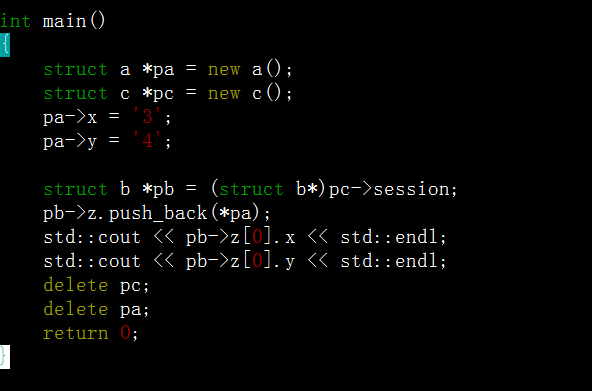 int main()
{
    struct a *pa = new a();
    struct c *pc = new c();
    pa->x = '3';
    pa->y = '4';
    struct b *pb = (struct b*)pc->session;
    pb->z.push_back(*pa);
    std::cout << pb->z[0].x << std::endl;
    std::cout << pb->z[0].y << std::endl;
    delete pc;
    delete pa;
    return 0;
}